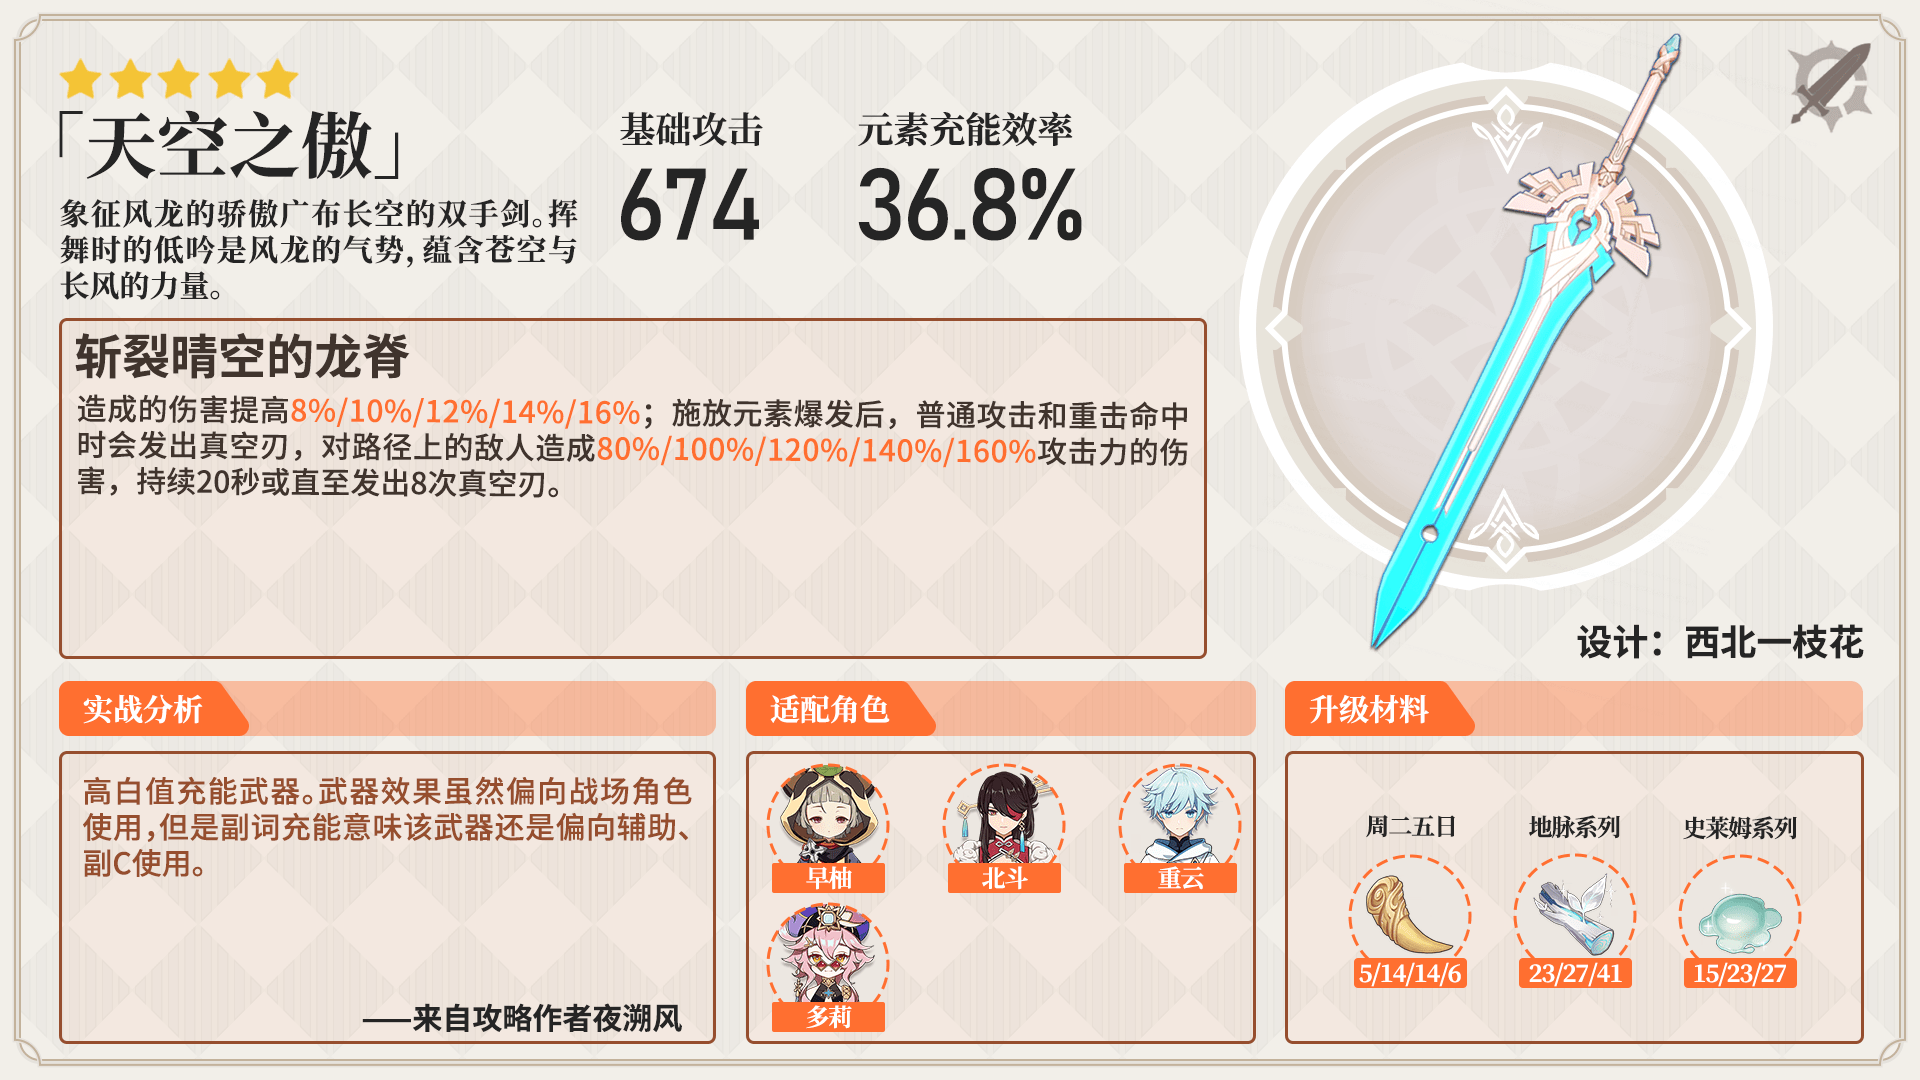 「天空之傲」
象征风龙的骄傲广布长空的双手剑。挥
舞时的低吟是风龙的气势，蕴含苍空与
长风的力量。
基础攻击
674
元素充能效率
36.8%
斩裂晴空的龙脊
造成的伤害提高8%/10%/12%/14%/16%；施放元素爆发后，普通攻击和重击命中
时会发出真空刃，对路径上的敌人造成80%/100%/120%/140%/160%攻击力的伤
害，持续20秒或直至发出8次真空刃。
设计：西北一枝花
实战分析
高白值充能武器。武器效果虽然偏向战场角色
使用，但是副词充能意味该武器还是偏向辅助、
副C使用。
——来自攻略作者夜溯风
适配角色
早柚
北斗
重云
多莉
升级材料
周二五日
地脉系列
史莱姆系列
5/14/14/6
23/27/41
15/23/27